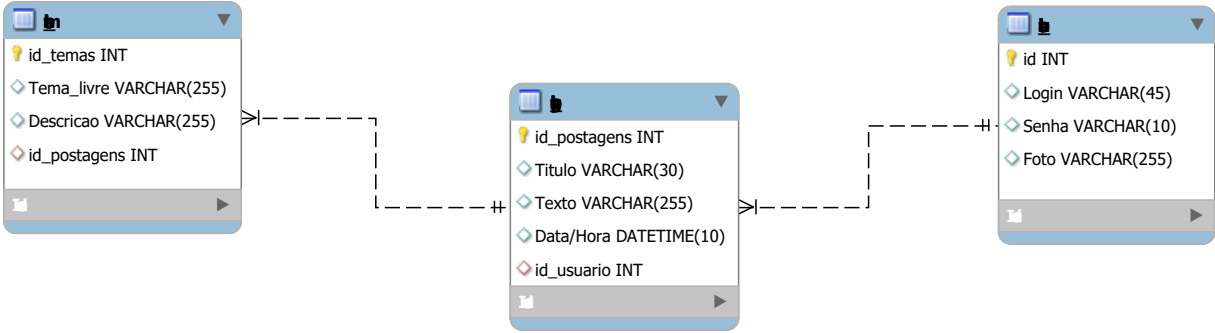 id_temas INT
Tema_livre VARCHAR(255)
Descricao VARCHAR(255)
id_postagens INT
id_postagens INT
Titulo VARCHAR(30)
Texto VARCHAR(255)
Data/Hora DATETIME(10)
id_usuario INT
id INT
Login VARCHAR(45)
Senha VARCHAR(10)
Foto VARCHAR(255)